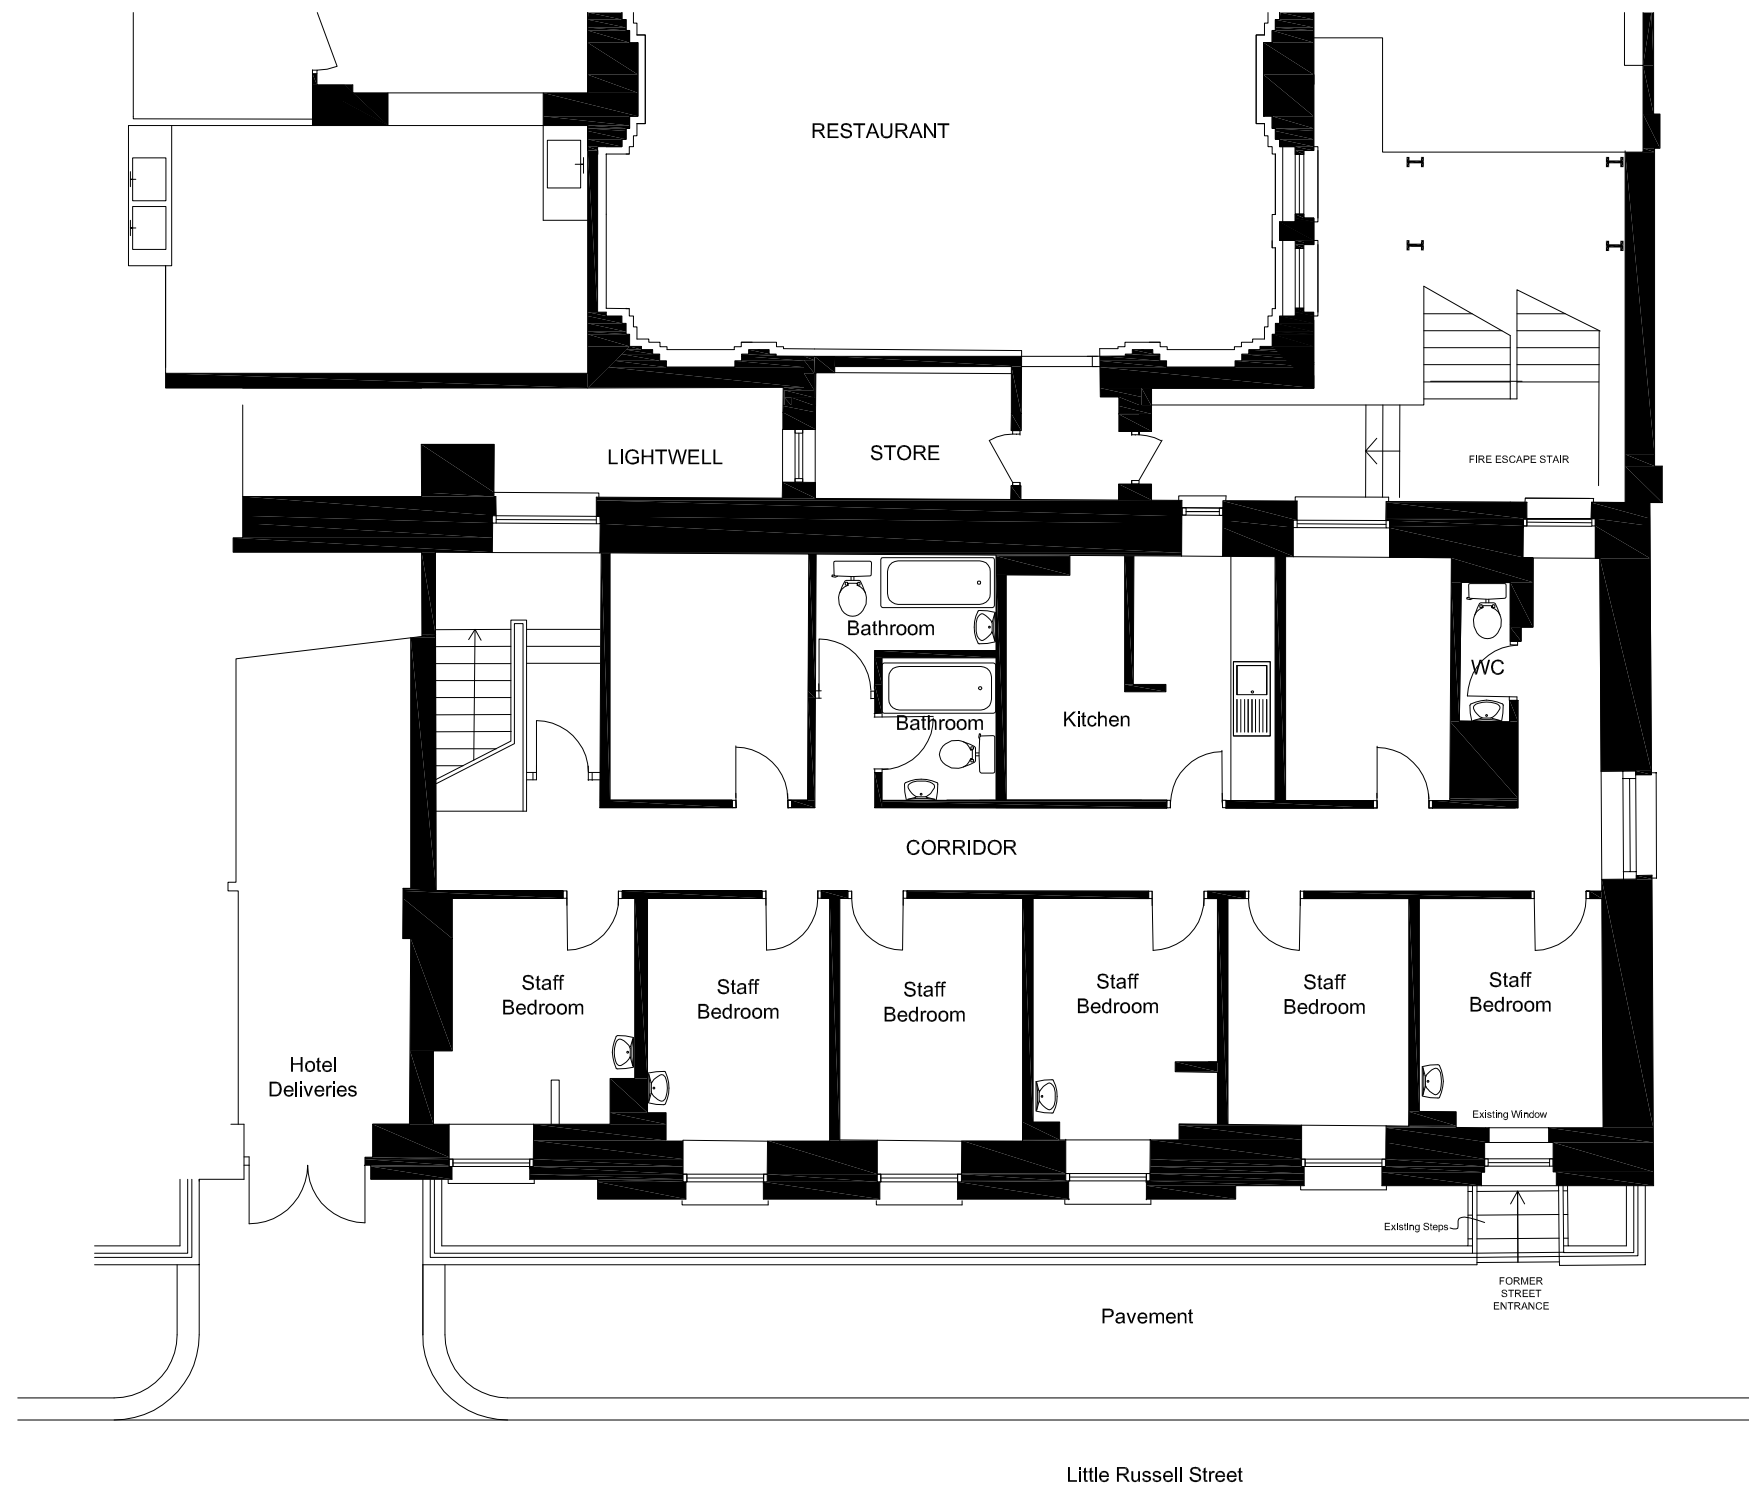 RESTAURANT
LIGHTWELL
STORE
FIRE ESCAPE STAIR
Bathroom
WC
Bathroom
Kitchen
CORRIDOR
Staff
Bedroom
Staff
Bedroom
Staff
Bedroom
Staff
Bedroom
Staff
Bedroom
Staff
Bedroom
Hotel
Deliveries
Existing Window
Existing Steps
FORMER
STREET
ENTRANCE
Pavement
Little Russell Street